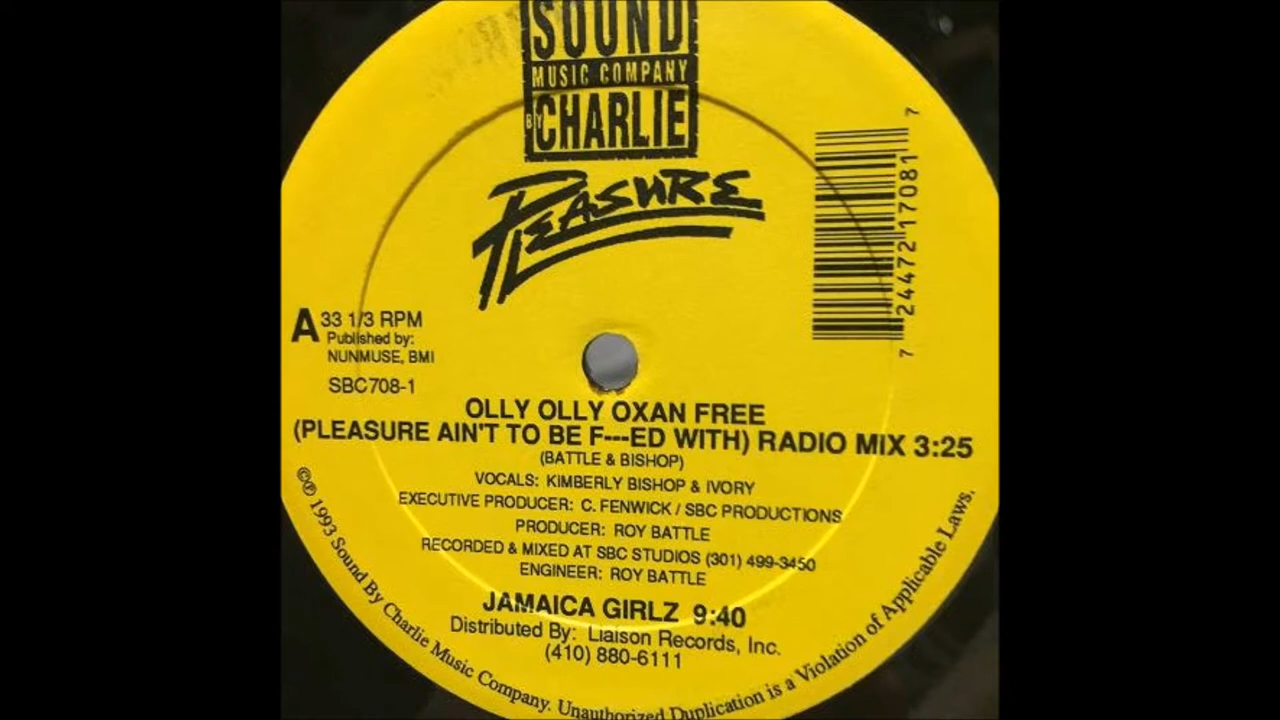 SOUND
MUSIC COMPANY
BY CHARLIE
PLEASURE
7 24472 17081 7
A
33 1/3 RPM
Published by:
NUNMUSE, BMI
SBC708-1
OLLY OLLY OXAN FREE
(PLEASURE AIN'T TO BE F---ED WITH) RADIO MIX 3:25
(BATTLE & BISHOP)
VOCALS: KIMBERLY BISHOP & IVORY
EXECUTIVE PRODUCER: C. FENWICK / SBC PRODUCTIONS
PRODUCER: ROY BATTLE
RECORDED & MIXED AT SBC STUDIOS (301) 499-3450
ENGINEER: ROY BATTLE
JAMAICA GIRLZ 9:40
Distributed By: Liaison Records, Inc.
(410) 880-6111
©℗ 1993 Sound By Charlie Music Company. Unauthorized Duplication is a Violation of Applicable Laws.